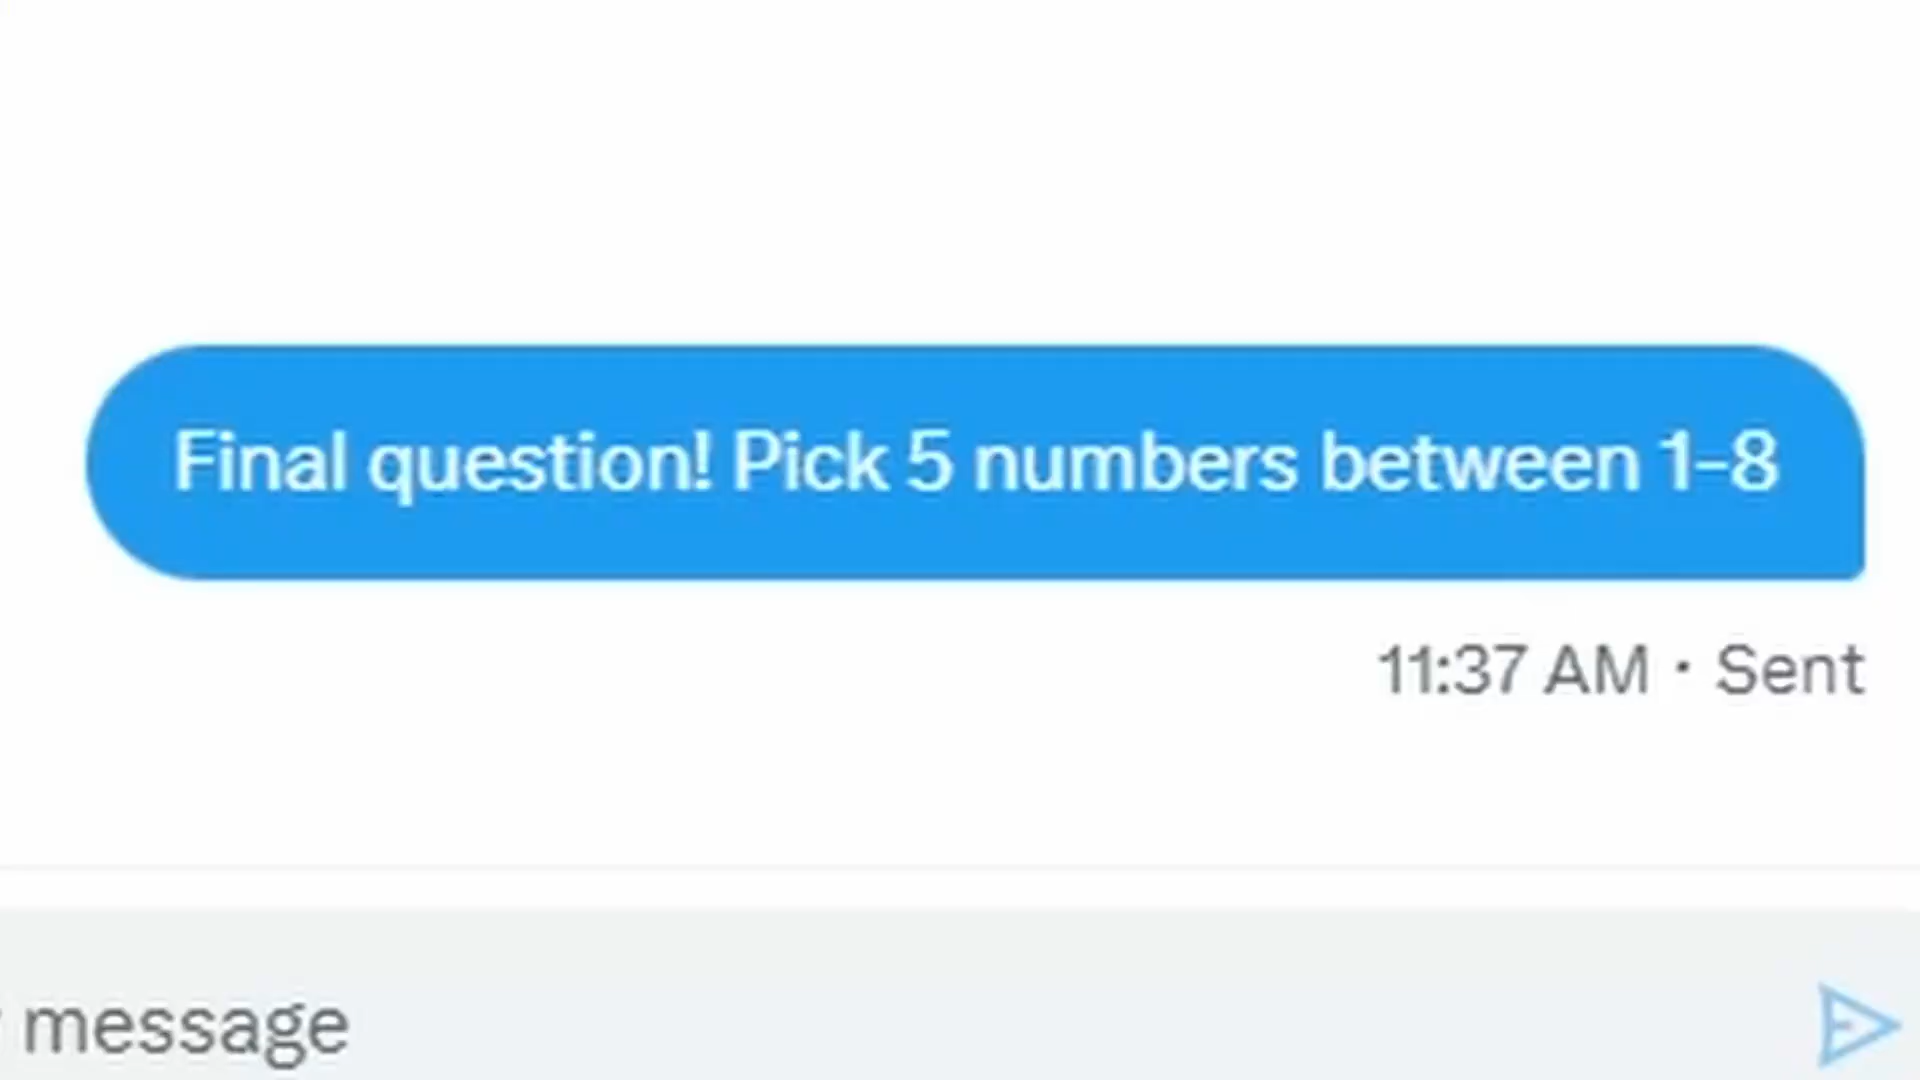 Final question! Pick 5 numbers between 1-8
11:37 AM · Sent
message